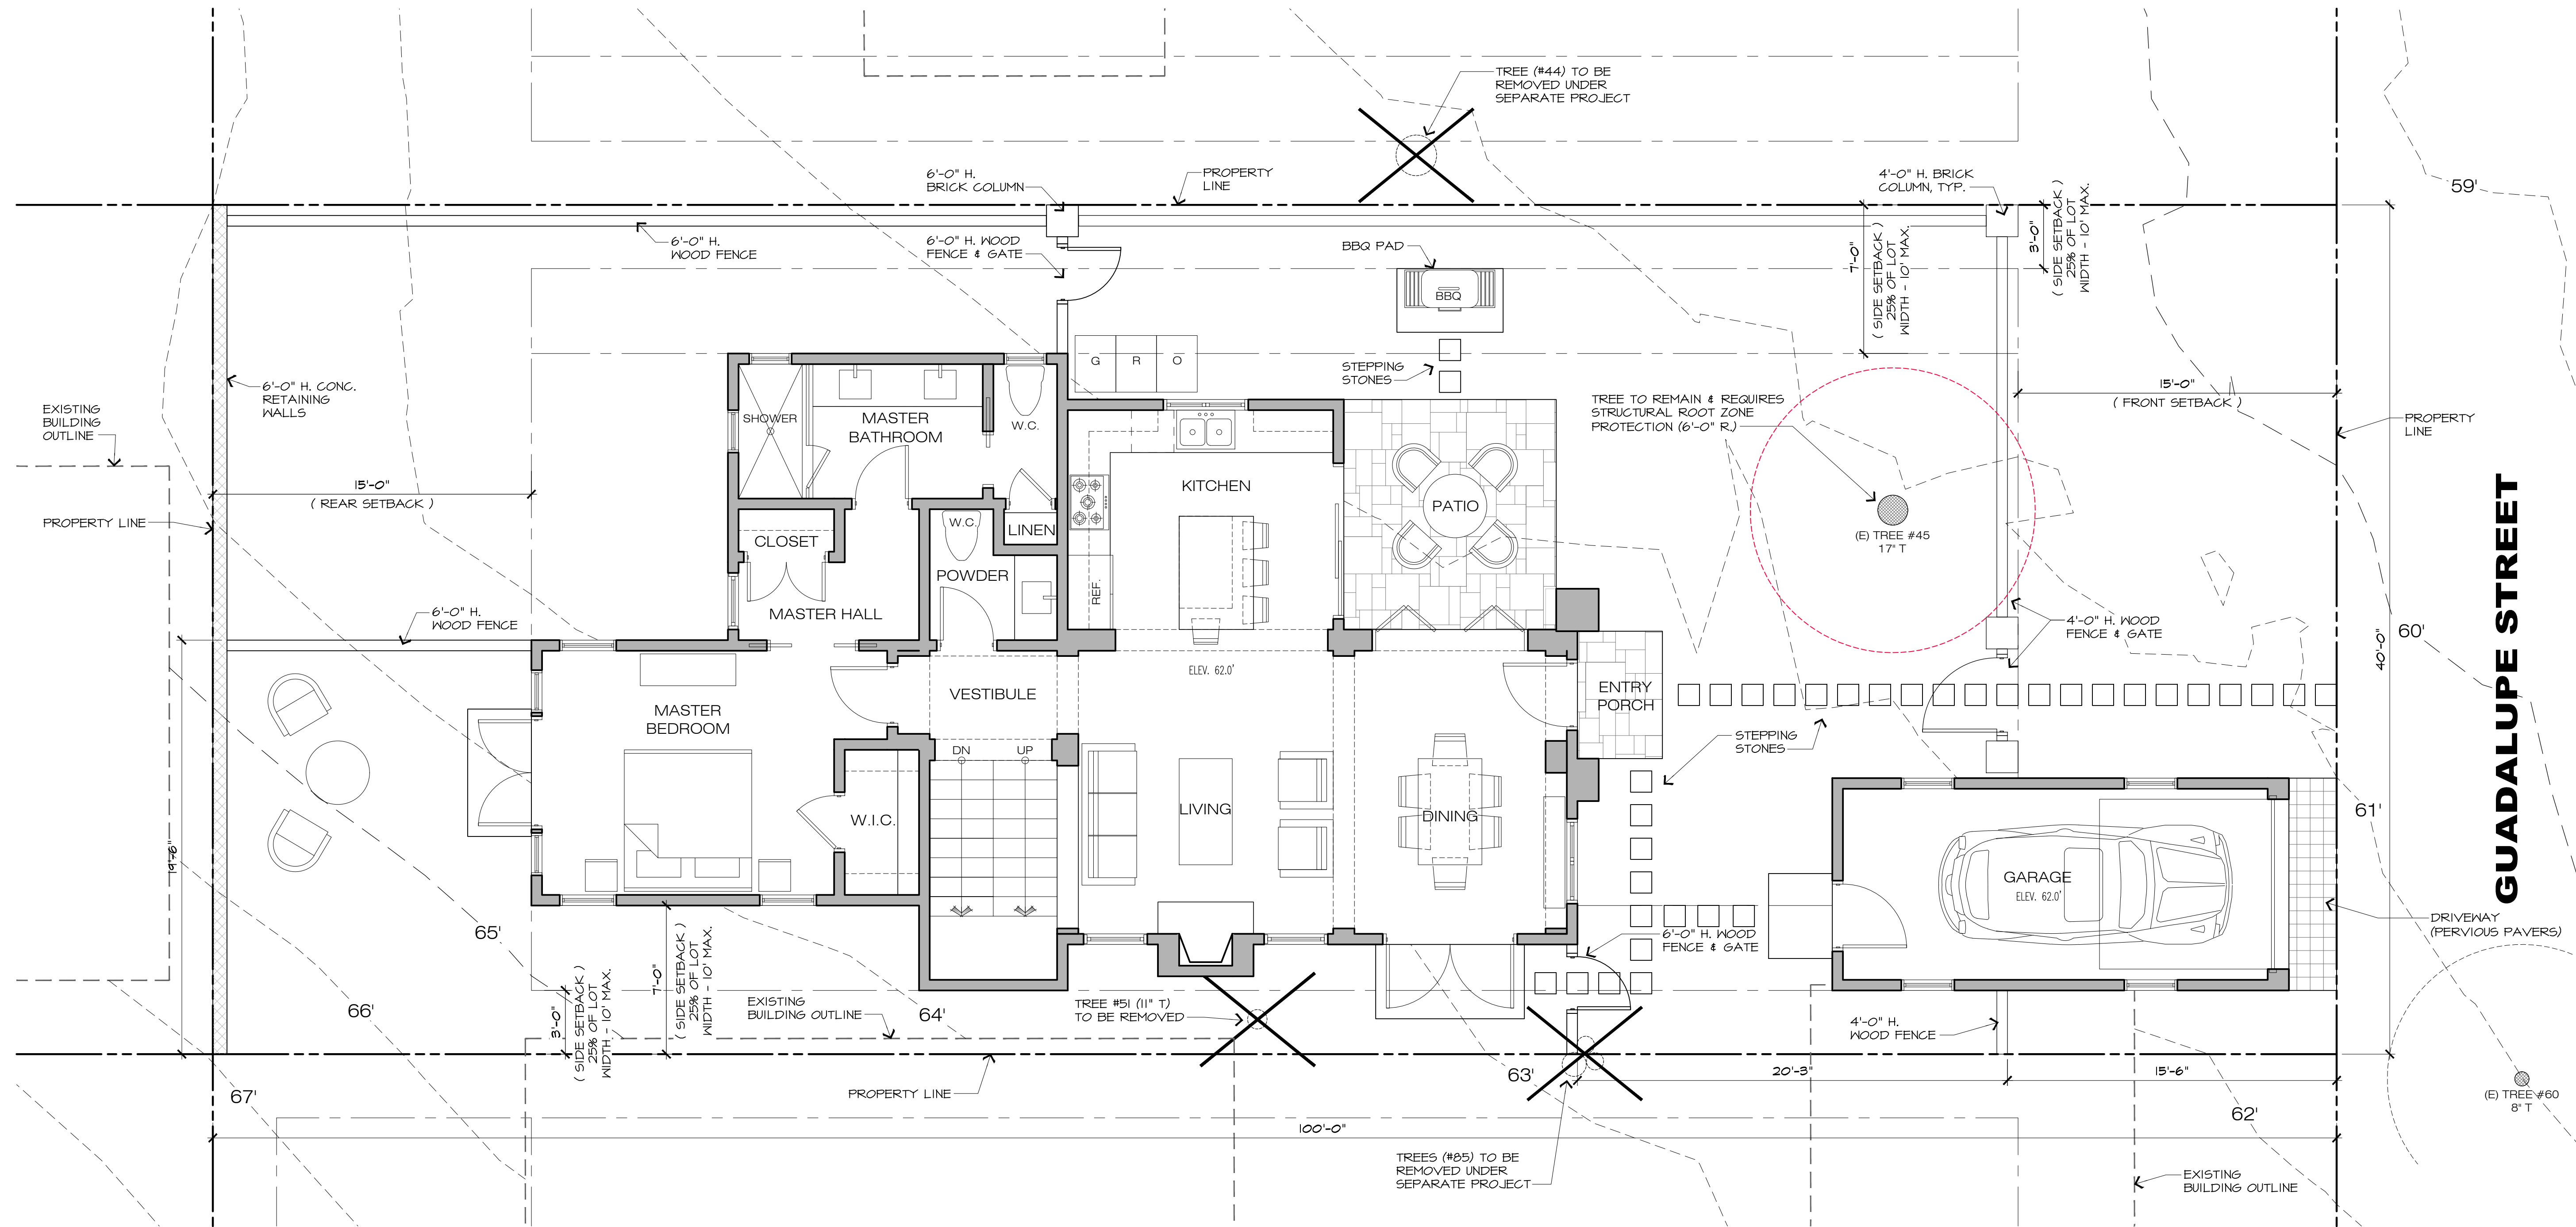 TREE (#44) TO BE
REMOVED UNDER
SEPARATE PROJECT
6'-0" H.
BRICK COLUMN
PROPERTY
LINE
4'-0" H. BRICK
COLUMN, TYP.
59'
6'-0" H.
WOOD FENCE
6'-0" H. WOOD
FENCE & GATE
BBQ PAD
BBQ
7'-0"
( SIDE SETBACK )
25% OF LOT
WIDTH - 10' MAX.
3'-0"
( SIDE SETBACK )
25% OF LOT
WIDTH - 10' MAX.
G
R
O
STEPPING
STONES
6'-0" H. CONC.
RETAINING
WALLS
EXISTING
BUILDING
OUTLINE
SHOWER
MASTER
BATHROOM
W.C.
TREE TO REMAIN & REQUIRES
STRUCTURAL ROOT ZONE
PROTECTION (6'-0" R.)
15'-0"
( FRONT SETBACK )
PROPERTY
LINE
15'-0"
( REAR SETBACK )
KITCHEN
PATIO
PROPERTY LINE
W.C.
LINEN
CLOSET
(E) TREE #45
17" T
POWDER
REF.
MASTER HALL
6'-0" H.
WOOD FENCE
4'-0" H. WOOD
FENCE & GATE
60'
40'-0"
GUADALUPE STREET
ELEV. 62.0'
VESTIBULE
ENTRY
PORCH
MASTER
BEDROOM
STEPPING
STONES
DN
UP
LIVING
DINING
W.I.C.
61'
19'-6"
GARAGE
ELEV. 62.0'
DRIVEWAY
(PERVIOUS PAVERS)
65'
6'-0" H. WOOD
FENCE & GATE
7'-0"
( SIDE SETBACK )
25% OF LOT
WIDTH - 10' MAX.
3'-0"
( SIDE SETBACK )
25% OF LOT
WIDTH - 10' MAX.
66'
EXISTING
BUILDING OUTLINE
64'
TREE #51 (11" T)
TO BE REMOVED
4'-0" H.
WOOD FENCE
63'
20'-3"
15'-6"
67'
PROPERTY LINE
(E) TREE #60
8" T
62'
100'-0"
TREES (#85) TO BE
REMOVED UNDER
SEPARATE PROJECT
EXISTING
BUILDING OUTLINE